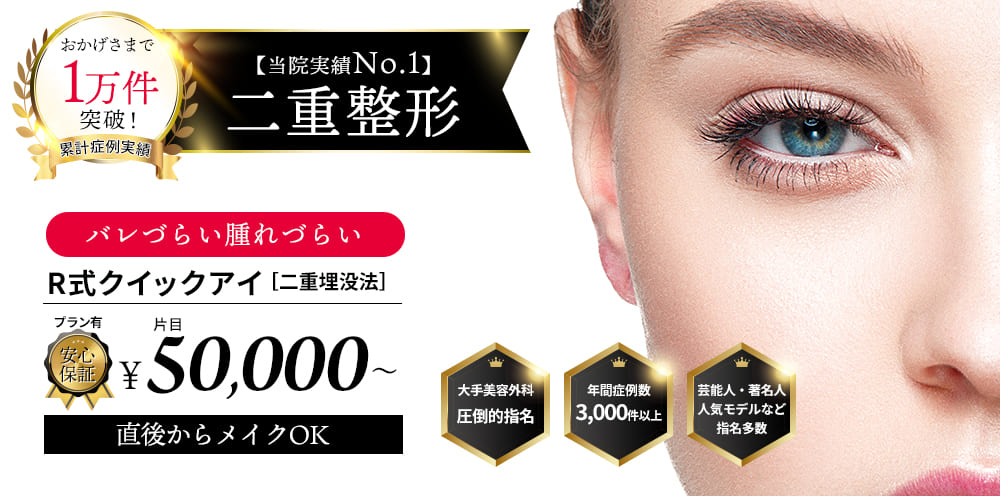 おかげさまで
1万件
突破!
累計症例実績
【当院実績No.1】
二重整形
バレづらい腫れづらい
R式クイックアイ［二重埋没法］
プラン有
安心
保証
片目
¥50,000~
直後からメイクOK
大手美容外科
圧倒的指名
年間症例数
3,000件以上
芸能人・著名人
人気モデルなど
指名多数